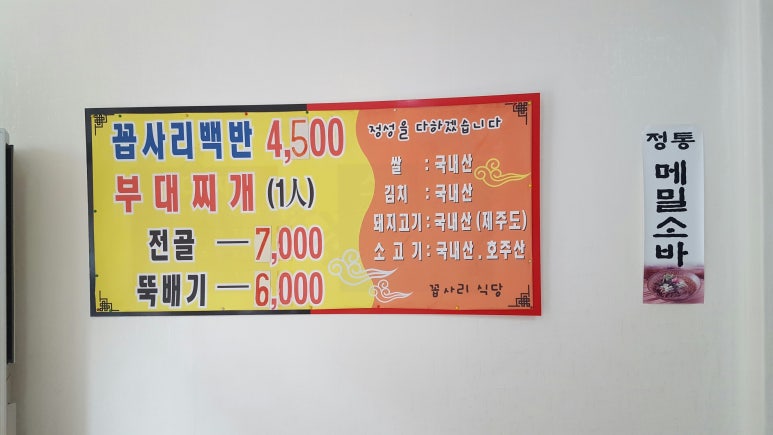 꼽사리백반 4,500
부대찌개 (1人)
전골 — 7,000
뚝배기 — 6,000
정성을 다하겠습니다
쌀 : 국내산
김치 : 국내산
돼지고기 : 국내산 (제주도)
소고기 : 국내산, 호주산
꼽사리 식당
정통
메밀소바